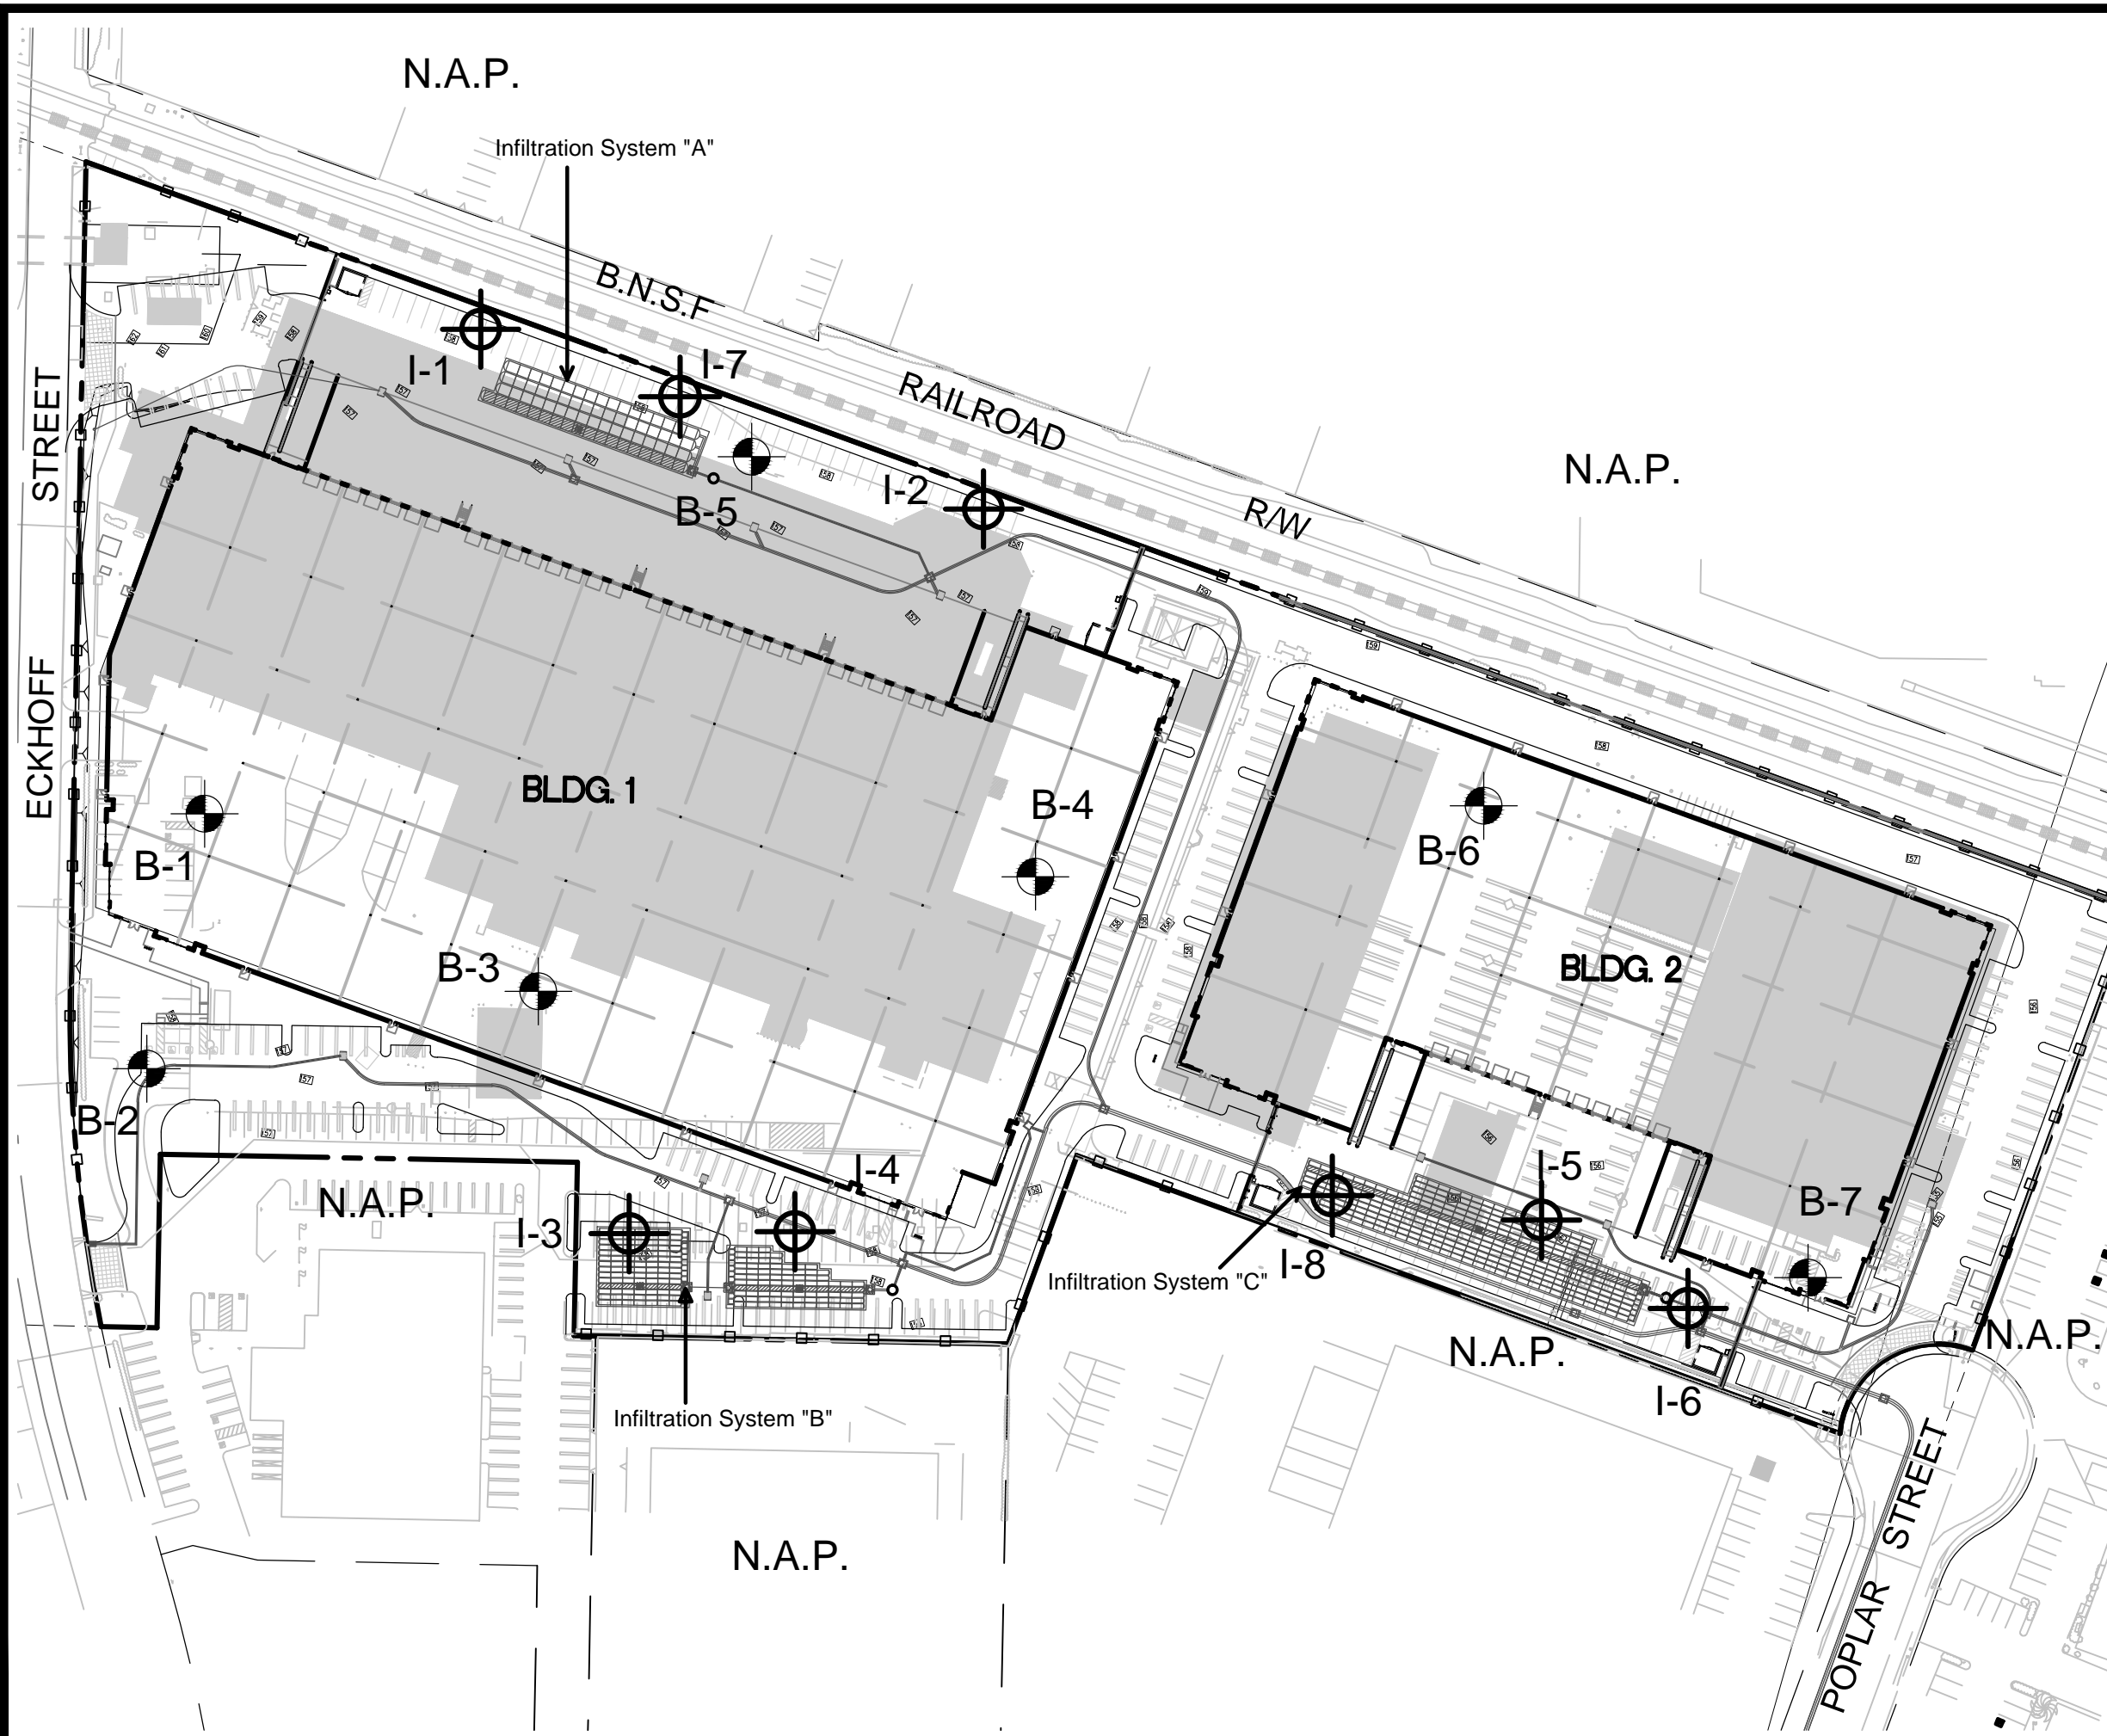 N.A.P.
Infiltration System "A"
B.N.S.F
RAILROAD
R/W
N.A.P.
I-1
I-7
I-2
B-5
STREET
ECKHOFF
BLDG. 1
B-4
B-1
B-3
B-2
B-6
BLDG. 2
I-5
B-7
I-4
N.A.P.
I-3
Infiltration System "C"
I-8
N.A.P.
N.A.P.
I-6
Infiltration System "B"
N.A.P.
STREET
POPLAR